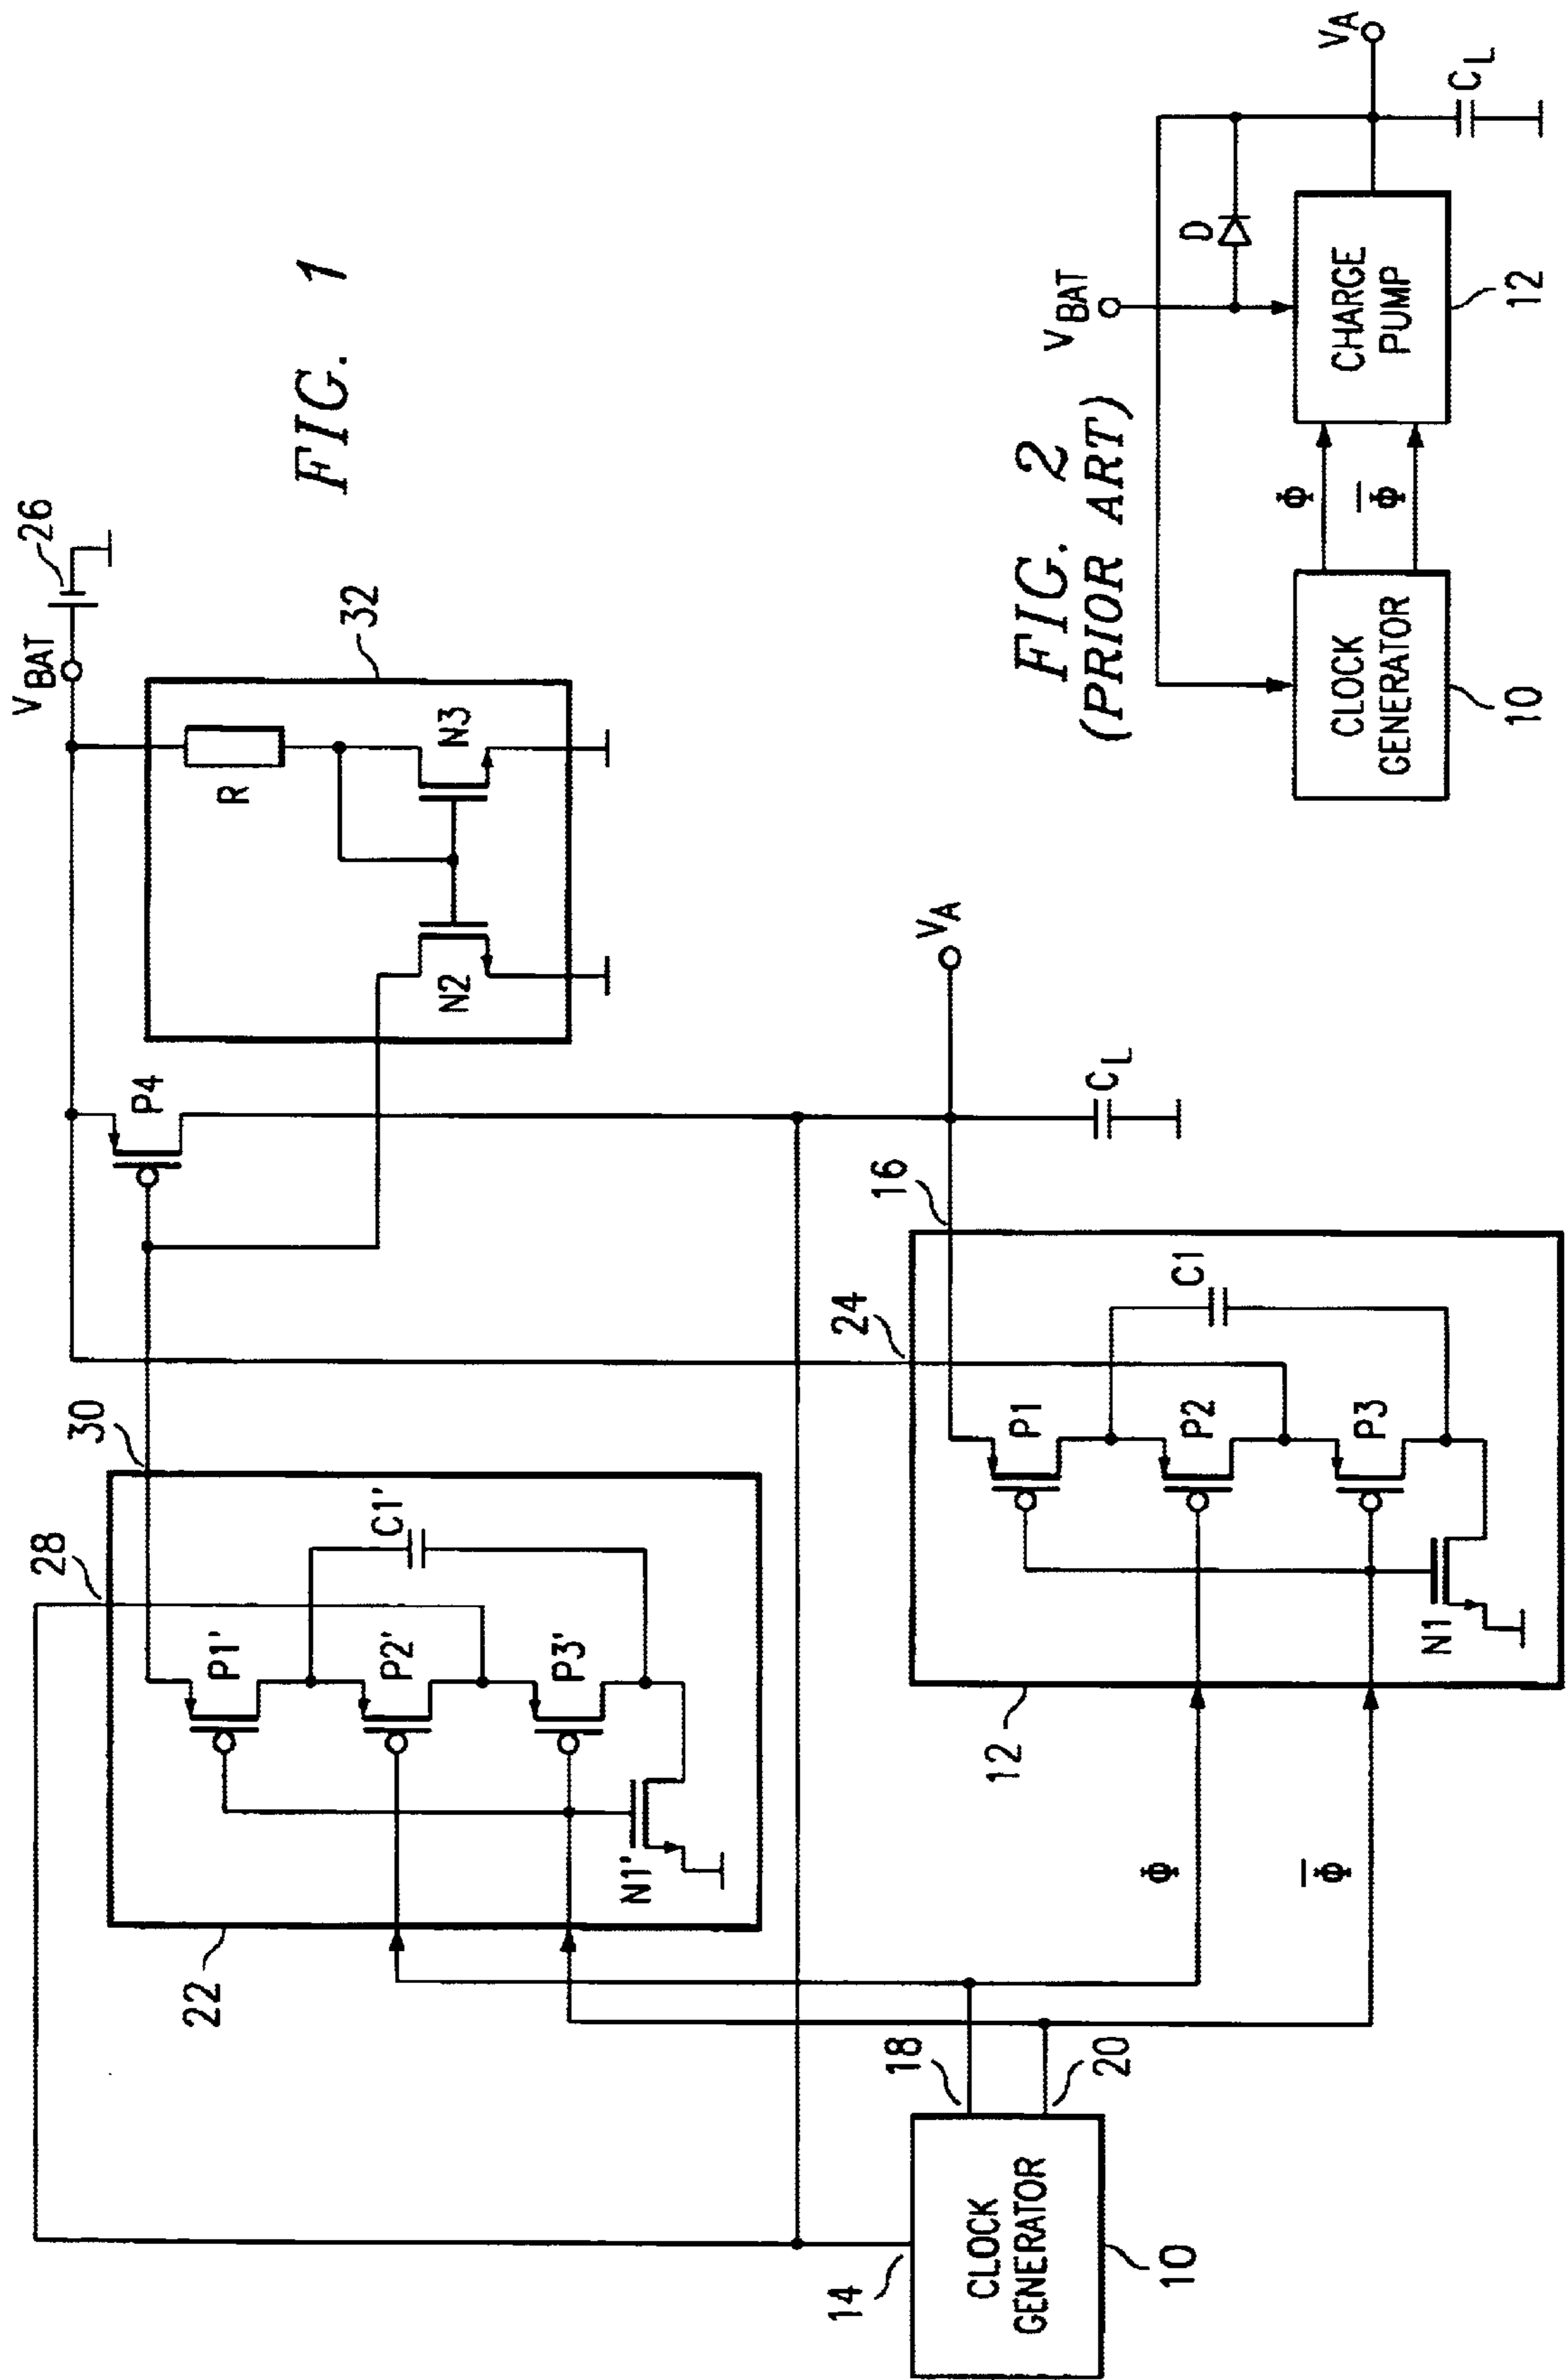 FIG. 1
V BAT
26
32
R
N3
N2
P4
30
28
P1'
P2'
P3'
C1'
N1'
22
VA
CL
16
24
P1
P2
P3
C1
N1
12
Φ
Φ̅
18
20
14
CLOCK
GENERATOR
10
FIG. 2
(PRIOR ART)
V BAT
D
VA
CL
CHARGE
PUMP
12
Φ
Φ̅
CLOCK
GENERATOR
10